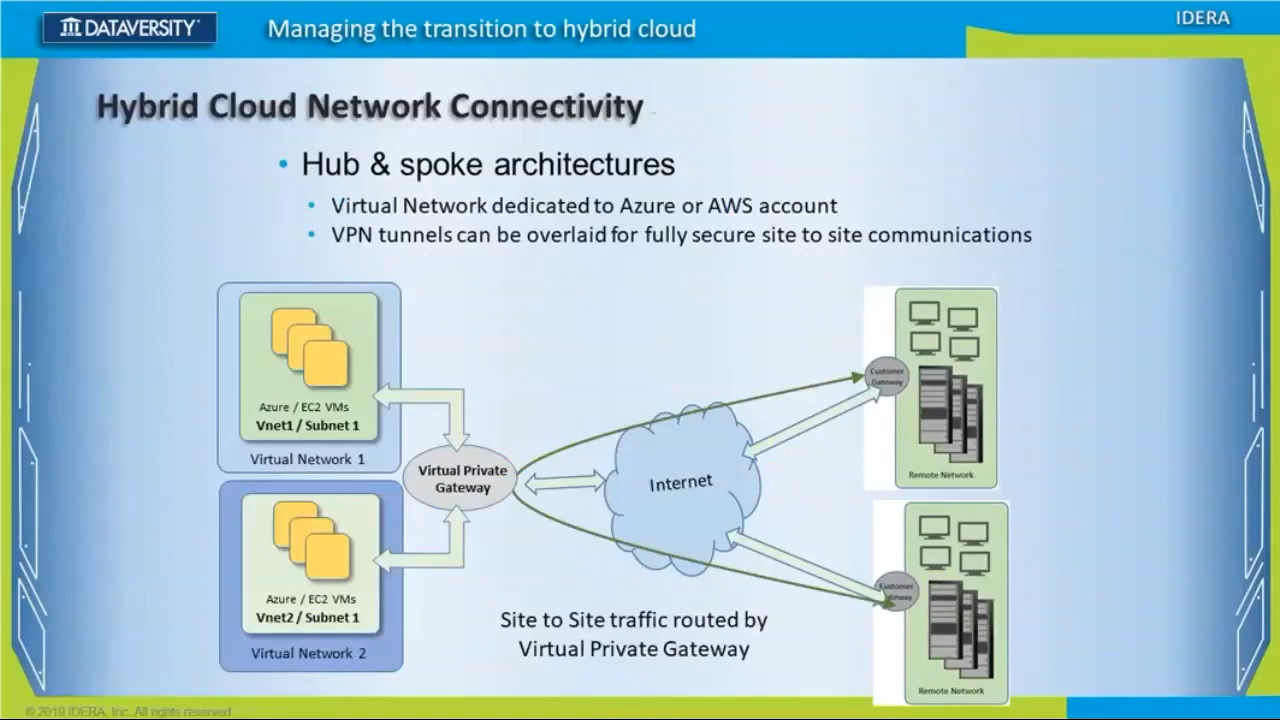 DATAVERSITY
Managing the transition to hybrid cloud
IDERA
Hybrid Cloud Network Connectivity
• Hub & spoke architectures
• Virtual Network dedicated to Azure or AWS account
• VPN tunnels can be overlaid for fully secure site to site communications
Azure / EC2 VMs
Vnet1 / Subnet 1
Virtual Network 1
Virtual Private
Gateway
Internet
Customer
Gateway
Remote Network
Azure / EC2 VMs
Vnet2 / Subnet 1
Virtual Network 2
Site to Site traffic routed by
Virtual Private Gateway
Customer
Gateway
Remote Network
© 2019 IDERA, Inc. All rights reserved